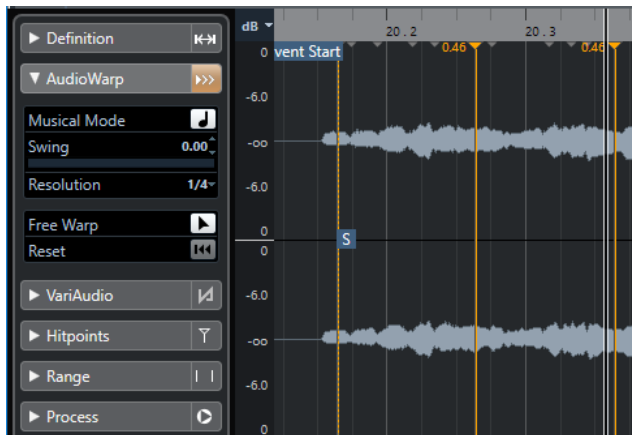 Definition
AudioWarp
Musical Mode
Swing 0.00
Resolution 1/4
Free Warp
Reset
VariAudio
Hitpoints
Range
Process
dB
20.2 20.3
0 vent Start 0.46 0.46
-6.0
-oo
-6.0
0
S
0
-6.0
-oo
-6.0
0